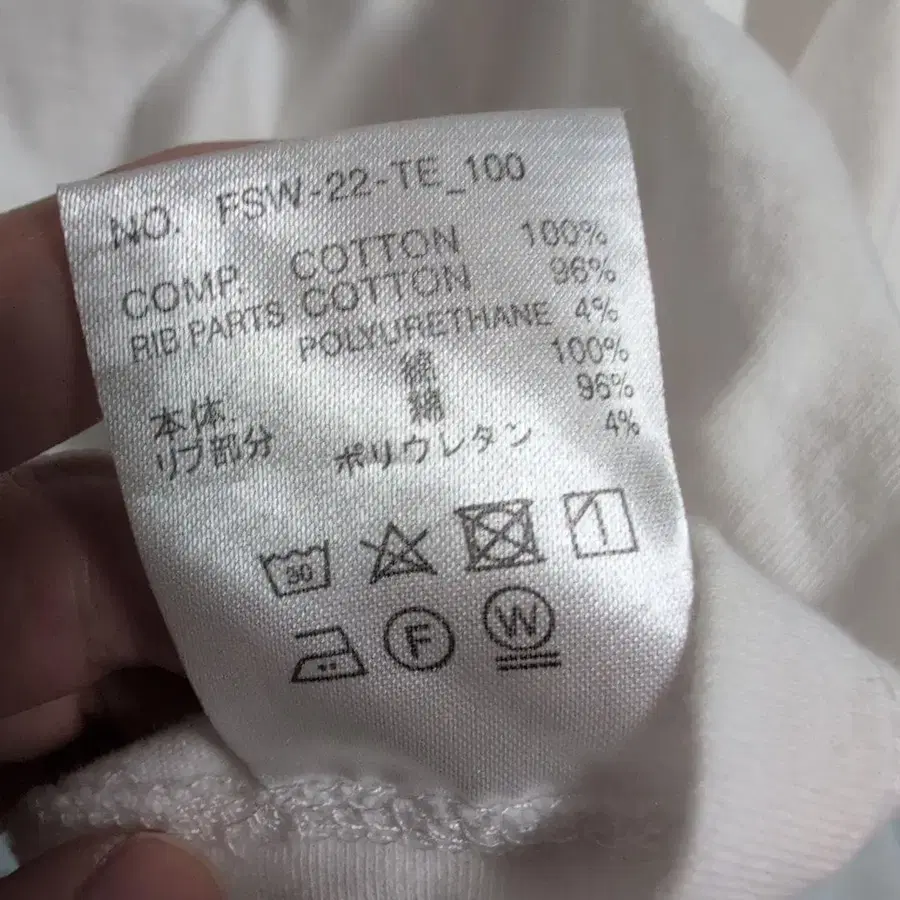 NO. FSW-22-TE_100
COMP. COTTON 100%
RIB PARTS COTTON 96%
POLYURETHANE 4%
本体 綿 100%
リブ部分 綿 96%
ポリウレタン 4%
30
F
W